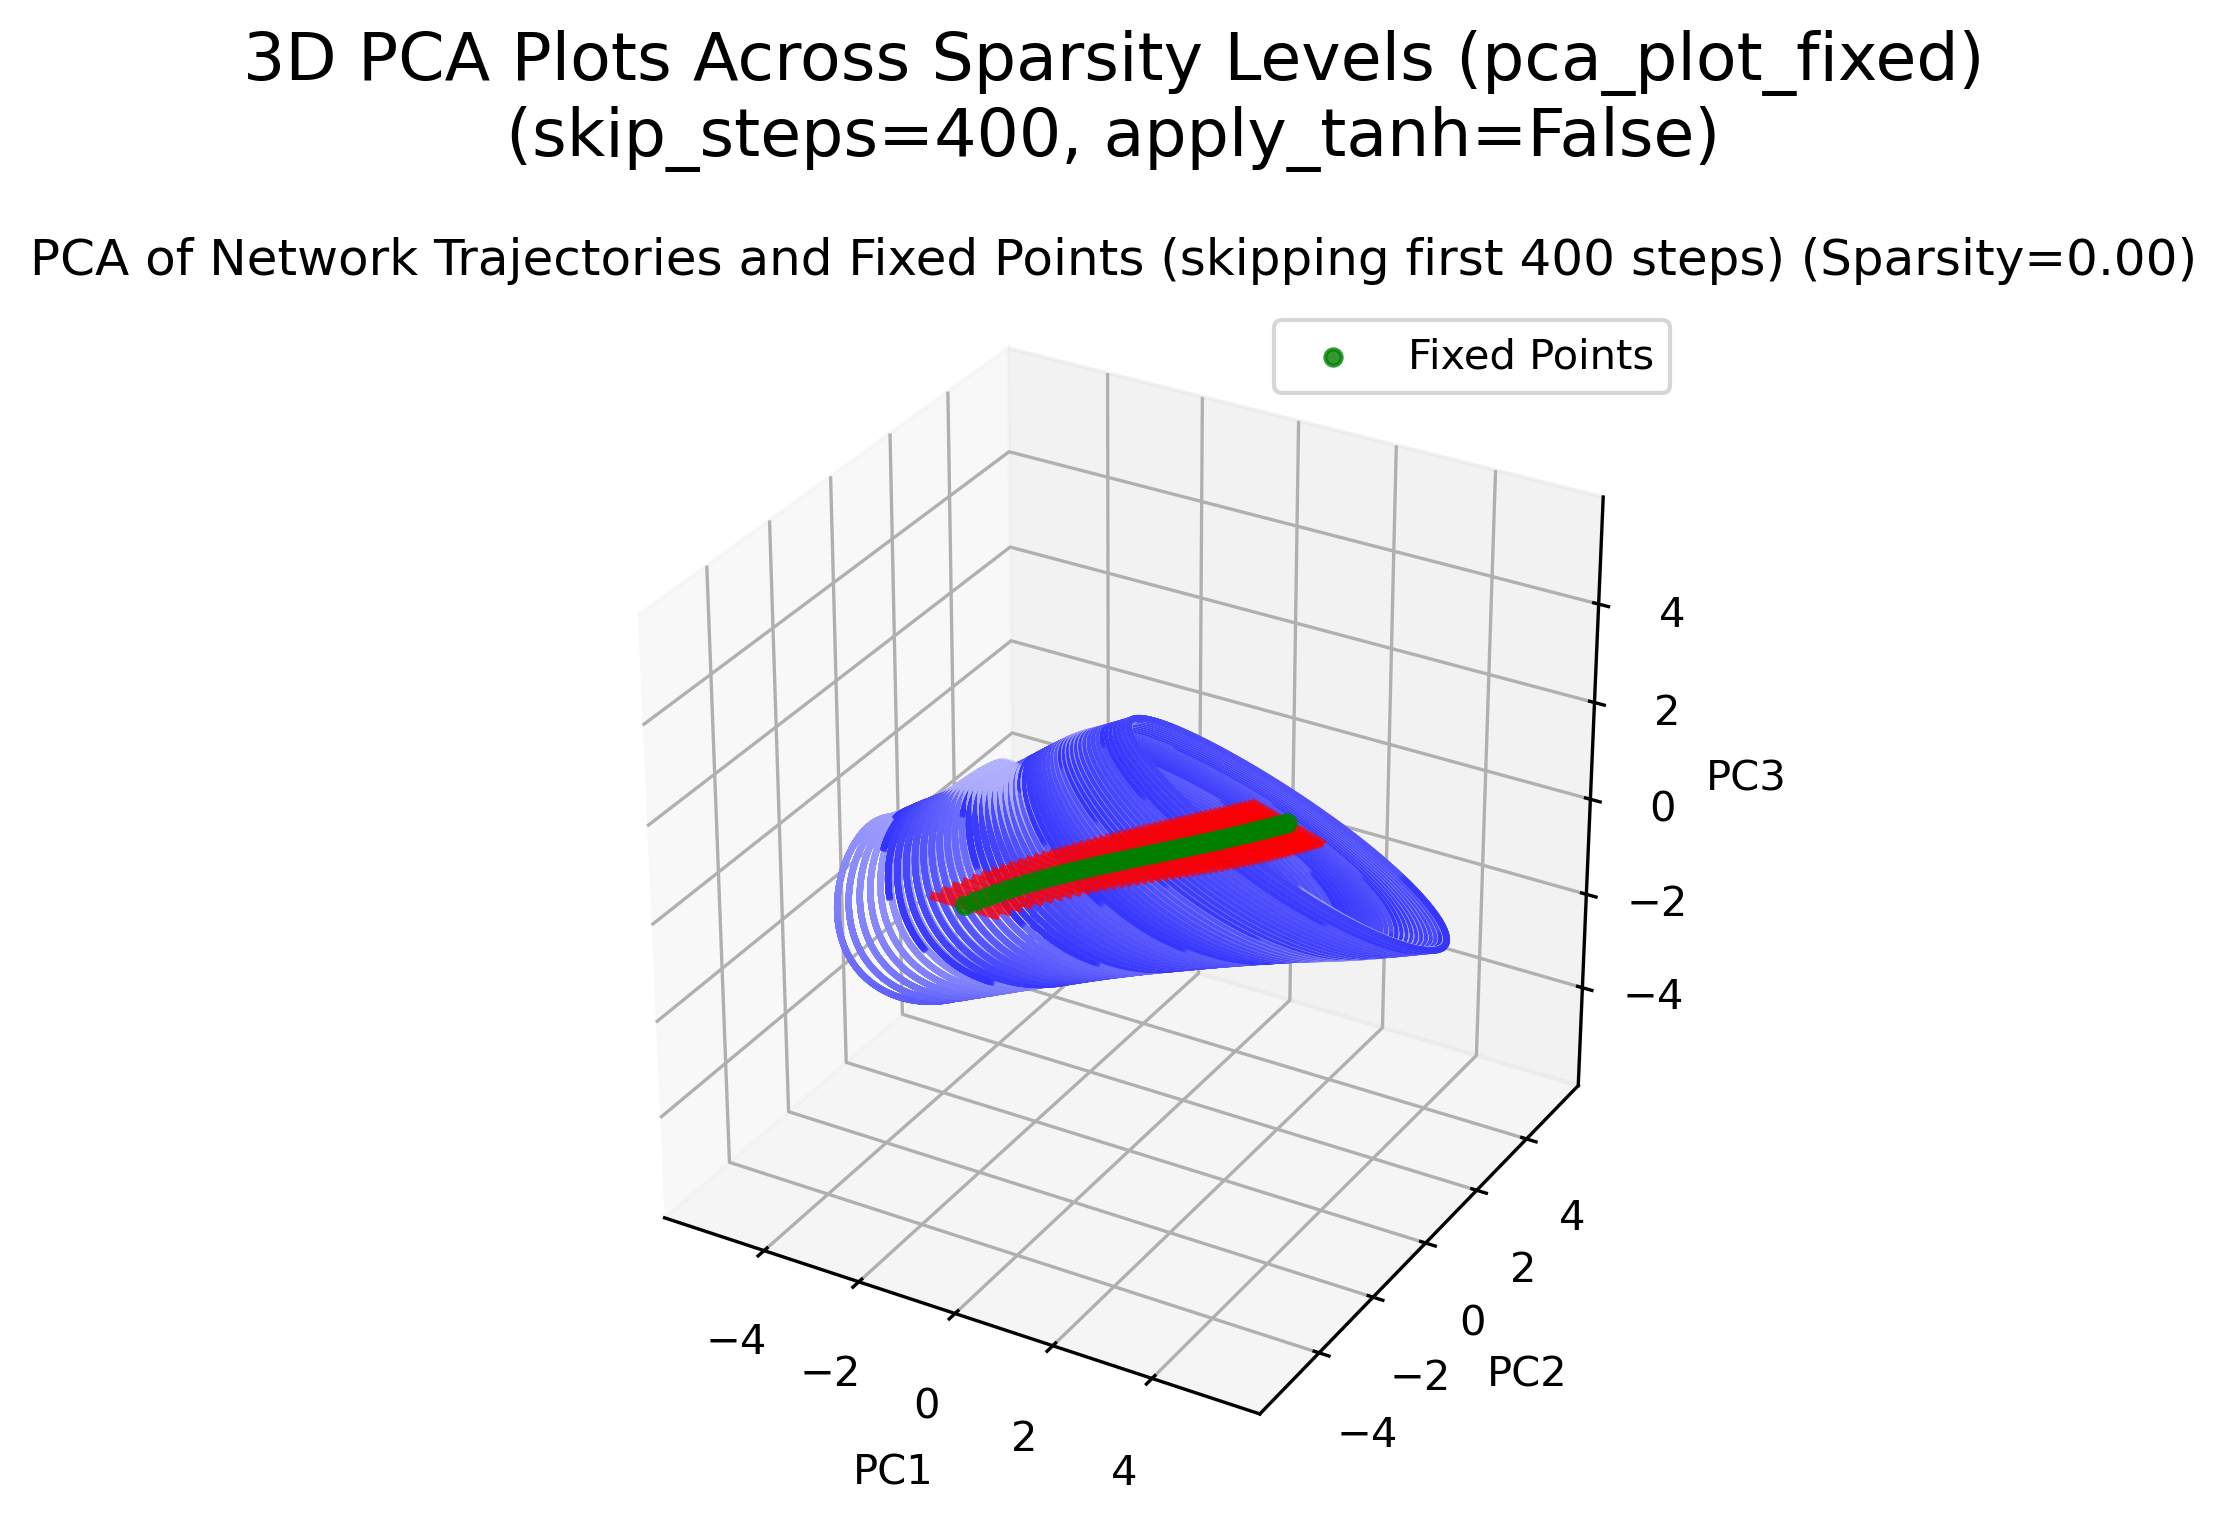 3D PCA Plots Across Sparsity Levels (pca_plot_fixed)
(skip_steps=400, apply_tanh=False)
PCA of Network Trajectories and Fixed Points (skipping first 400 steps) (Sparsity=0.00)
Fixed Points
4
2
0
−2
−4
PC3
4
2
0
−2
−4
PC2
−4
−2
0
2
4
PC1